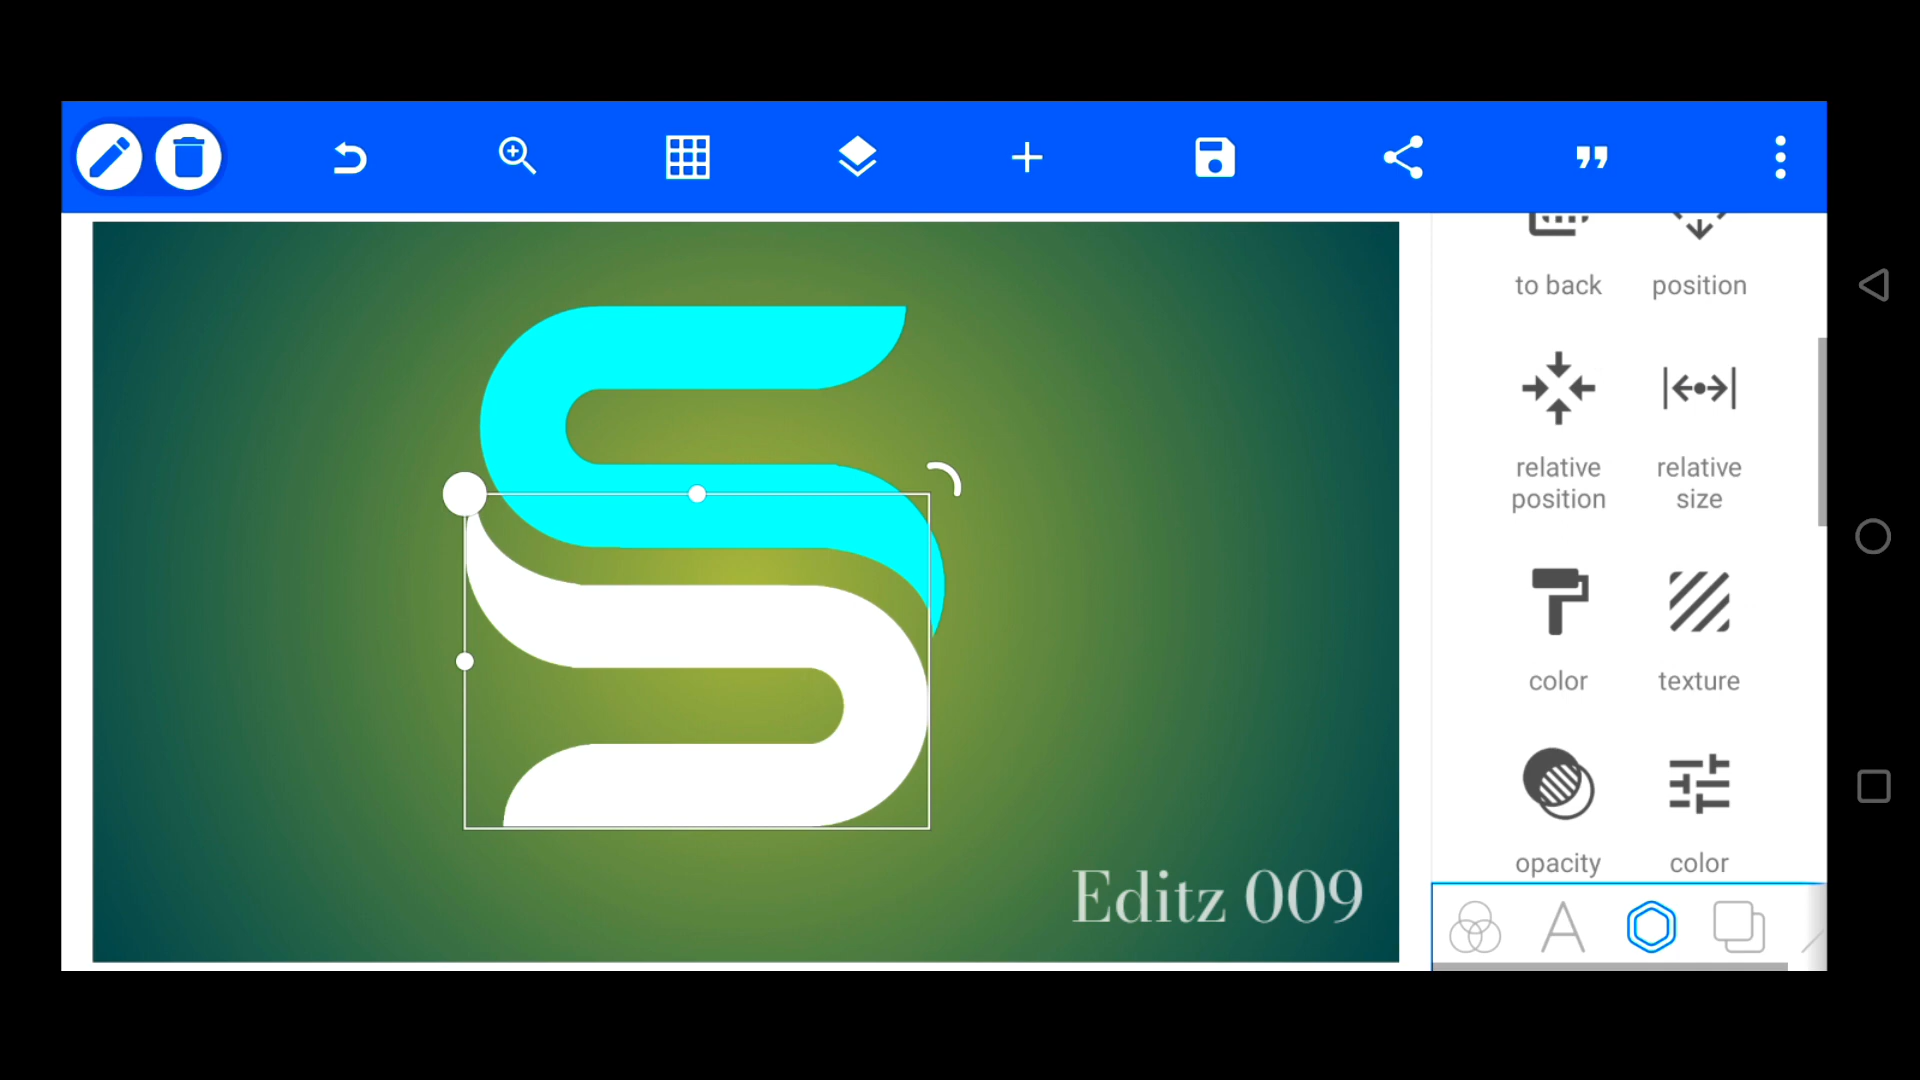 to back
position
relative
position
relative
size
color
texture
opacity
color
Editz 009